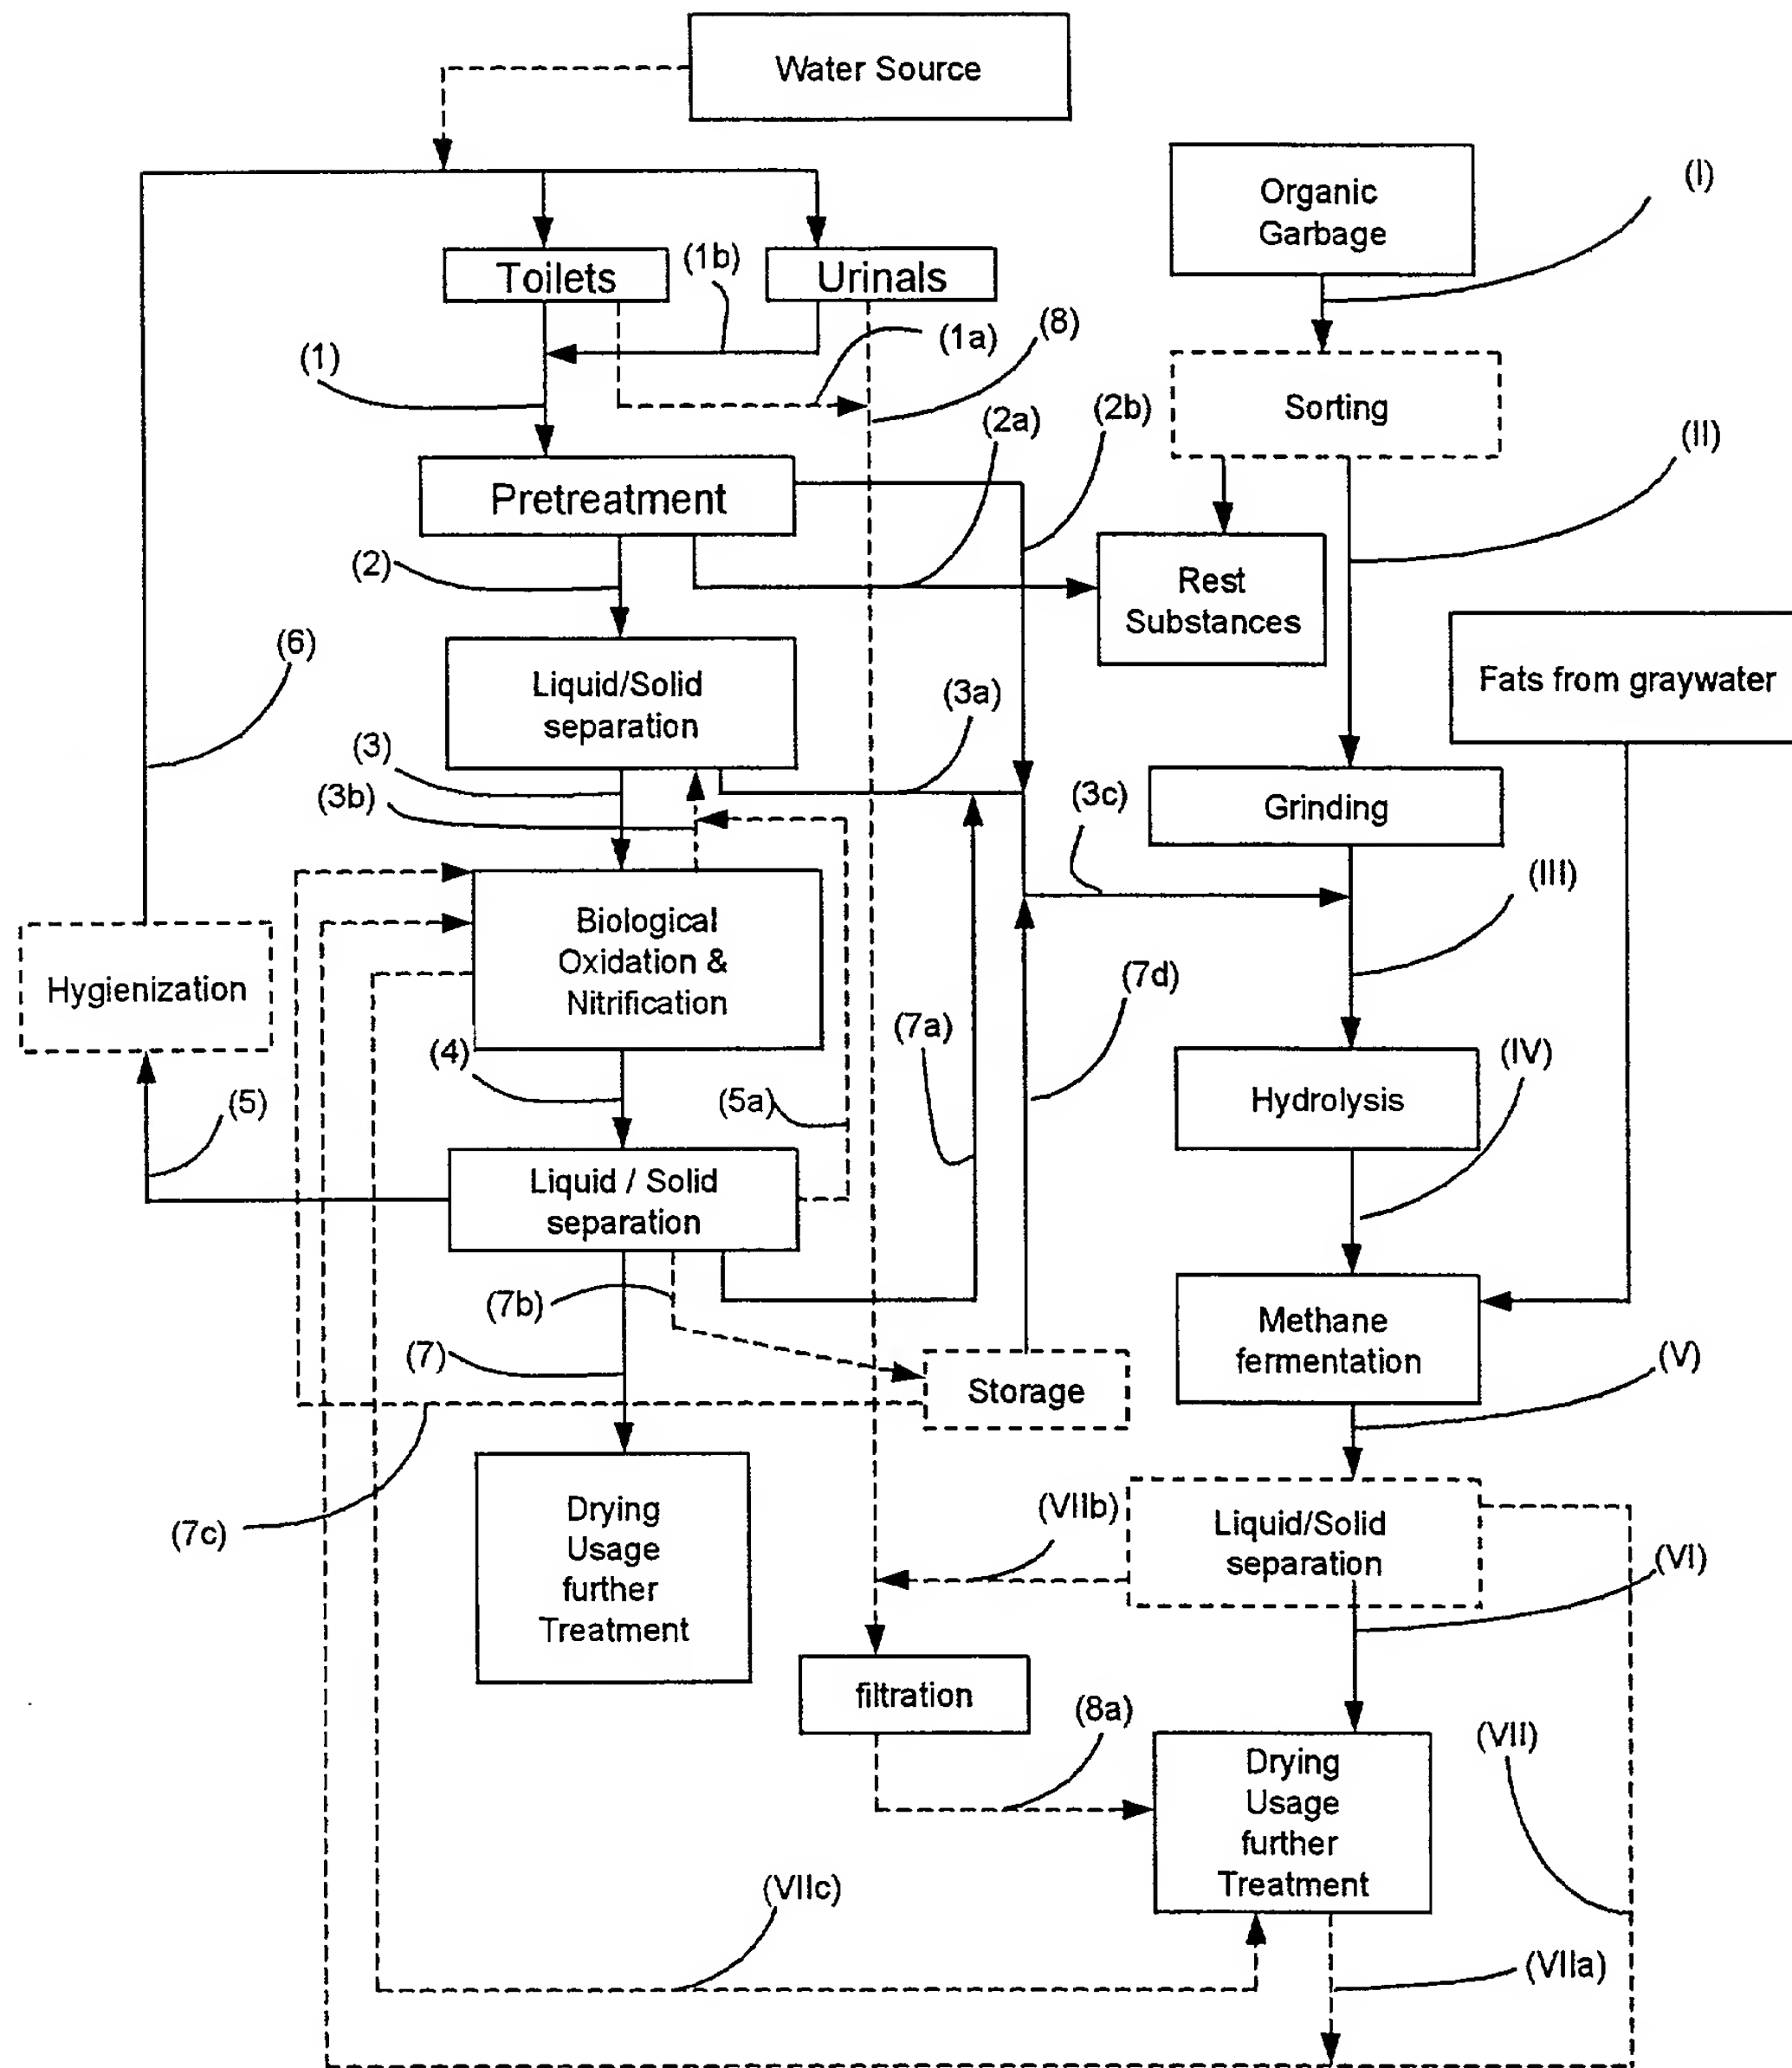 Water Source
Organic
Garbage
(I)
Toilets
(1b)
Urinals
(1)
(1a)
(8)
Sorting
(2a)
(2b)
(II)
Pretreatment
(2)
Rest
Substances
(6)
Liquid/Solid
separation
(3a)
Fats from graywater
(3)
(3b)
(3c)
Grinding
(III)
Biological
Oxidation &
Nitrification
Hygienization
(7d)
(7a)
(4)
(5a)
(5)
Hydrolysis
(IV)
Liquid / Solid
separation
(7b)
(7)
Storage
Methane
fermentation
(V)
(7c)
Drying
Usage
further
Treatment
(VIIb)
Liquid/Solid
separation
(VI)
filtration
(8a)
Drying
Usage
further
Treatment
(VII)
(VIIc)
(VIIa)